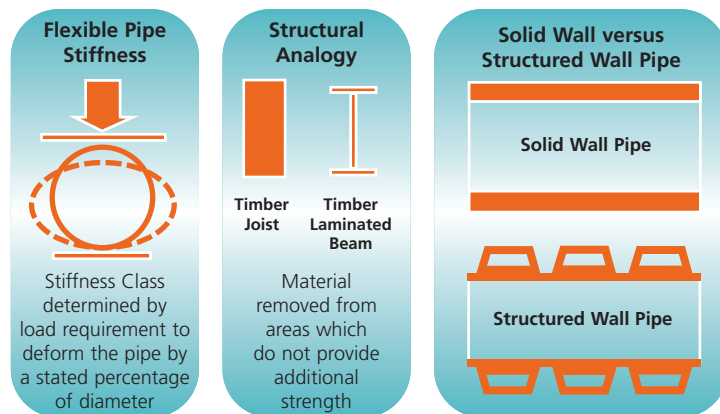 Flexible Pipe
Stiffness
Stiffness Class
determined by
load requirement to
deform the pipe by
a stated percentage
of diameter
Structural
Analogy
Timber
Joist
Timber
Laminated
Beam
Material
removed from
areas which
do not provide
additional
strength
Solid Wall versus
Structured Wall Pipe
Solid Wall Pipe
Structured Wall Pipe